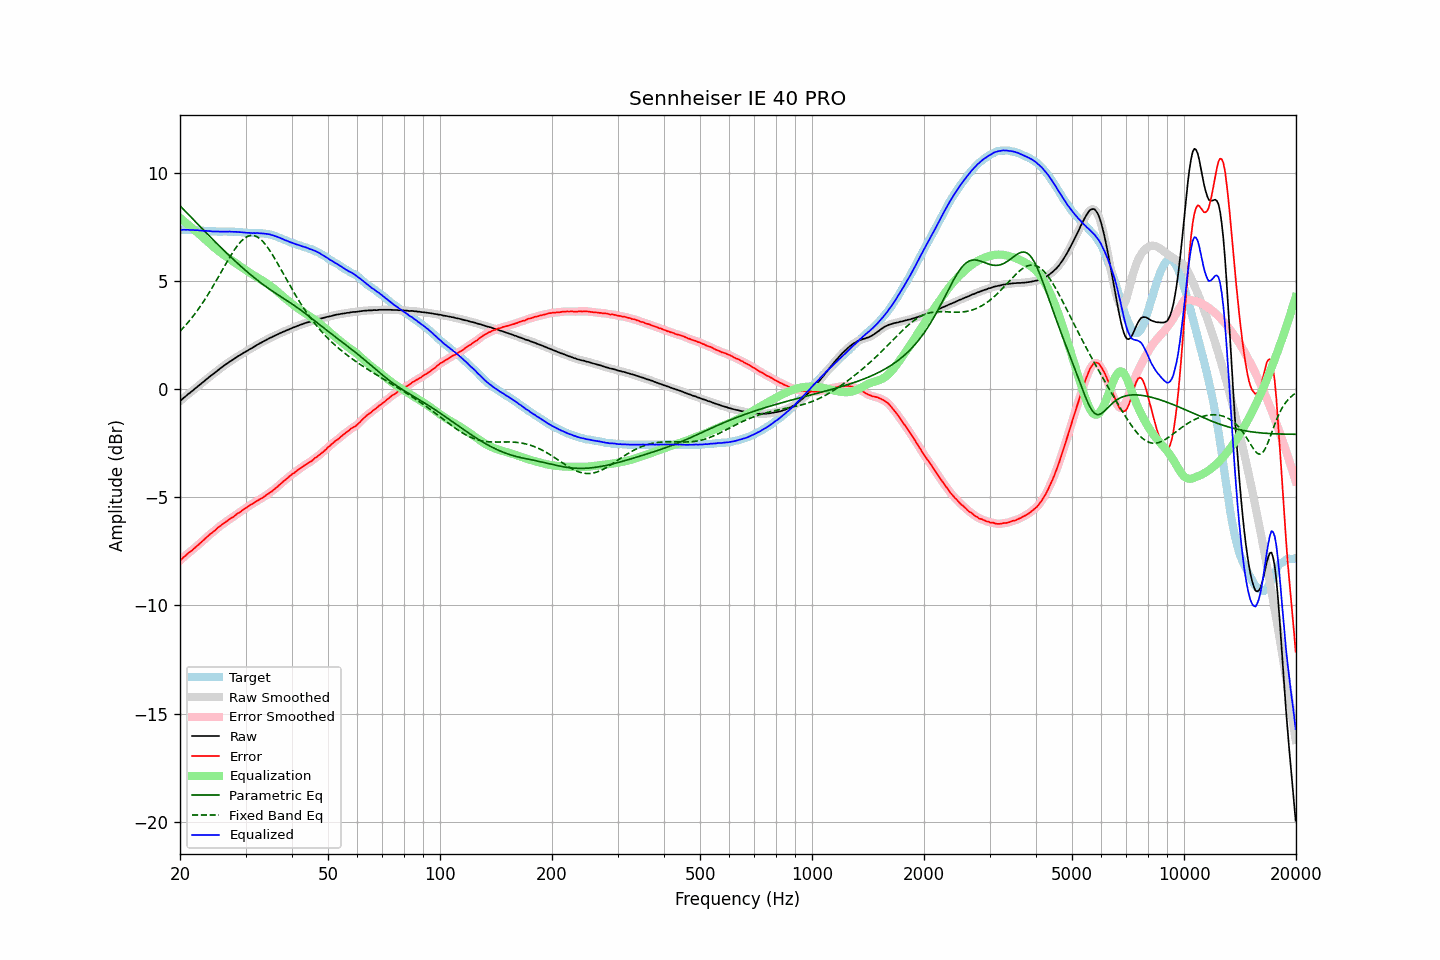 Sennheiser IE 40 PRO
10
5
0
−5
−10
−15
−20
Amplitude (dBr)
Target
Raw Smoothed
Error Smoothed
Raw
Error
Equalization
Parametric Eq
Fixed Band Eq
Equalized
20 50 100 200 500 1000 2000 5000 10000 20000
Frequency (Hz)